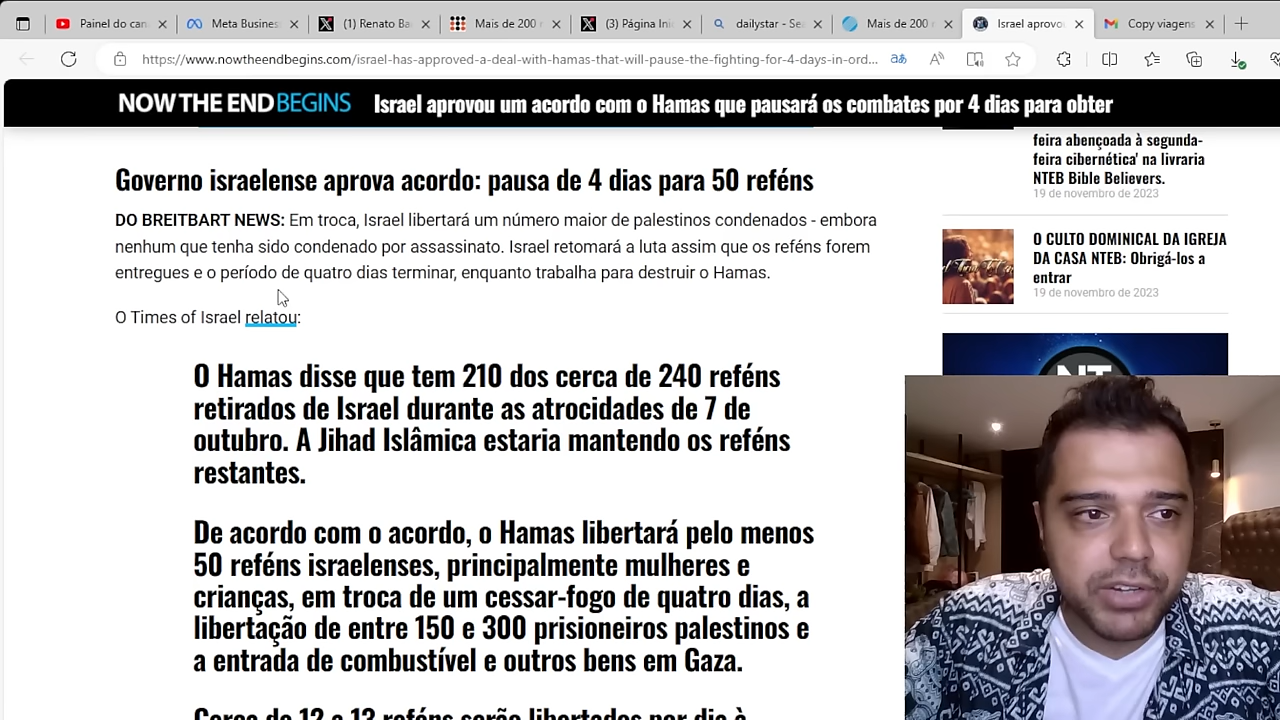 Painel do can
Meta Busines
(1) Renato Ba
Mais de 200 r
(3) Página Inic
dailystar - Sea
Mais de 200 r
Israel aprovou
Copy viagens
https://www.nowtheendbegins.com/israel-has-approved-a-deal-with-hamas-that-will-pause-the-fighting-for-4-days-in-ord...
NOW THE END BEGINS
Israel aprovou um acordo com o Hamas que pausará os combates por 4 dias para obter
Governo israelense aprova acordo: pausa de 4 dias para 50 reféns
DO BREITBART NEWS: Em troca, Israel libertará um número maior de palestinos condenados - embora
nenhum que tenha sido condenado por assassinato. Israel retomará a luta assim que os reféns forem
entregues e o período de quatro dias terminar, enquanto trabalha para destruir o Hamas.
O Times of Israel relatou:
O Hamas disse que tem 210 dos cerca de 240 reféns
retirados de Israel durante as atrocidades de 7 de
outubro. A Jihad Islâmica estaria mantendo os reféns
restantes.
De acordo com o acordo, o Hamas libertará pelo menos
50 reféns israelenses, principalmente mulheres e
crianças, em troca de um cessar-fogo de quatro dias, a
libertação de entre 150 e 300 prisioneiros palestinos e
a entrada de combustível e outros bens em Gaza.
Cerca de 12 a 13 reféns serão libertados por dia à
feira abençoada à segunda-
feira cibernética' na livraria
NTEB Bible Believers.
19 de novembro de 2023
O CULTO DOMINICAL DA IGREJA
DA CASA NTEB: Obrigá-los a
entrar
19 de novembro de 2023